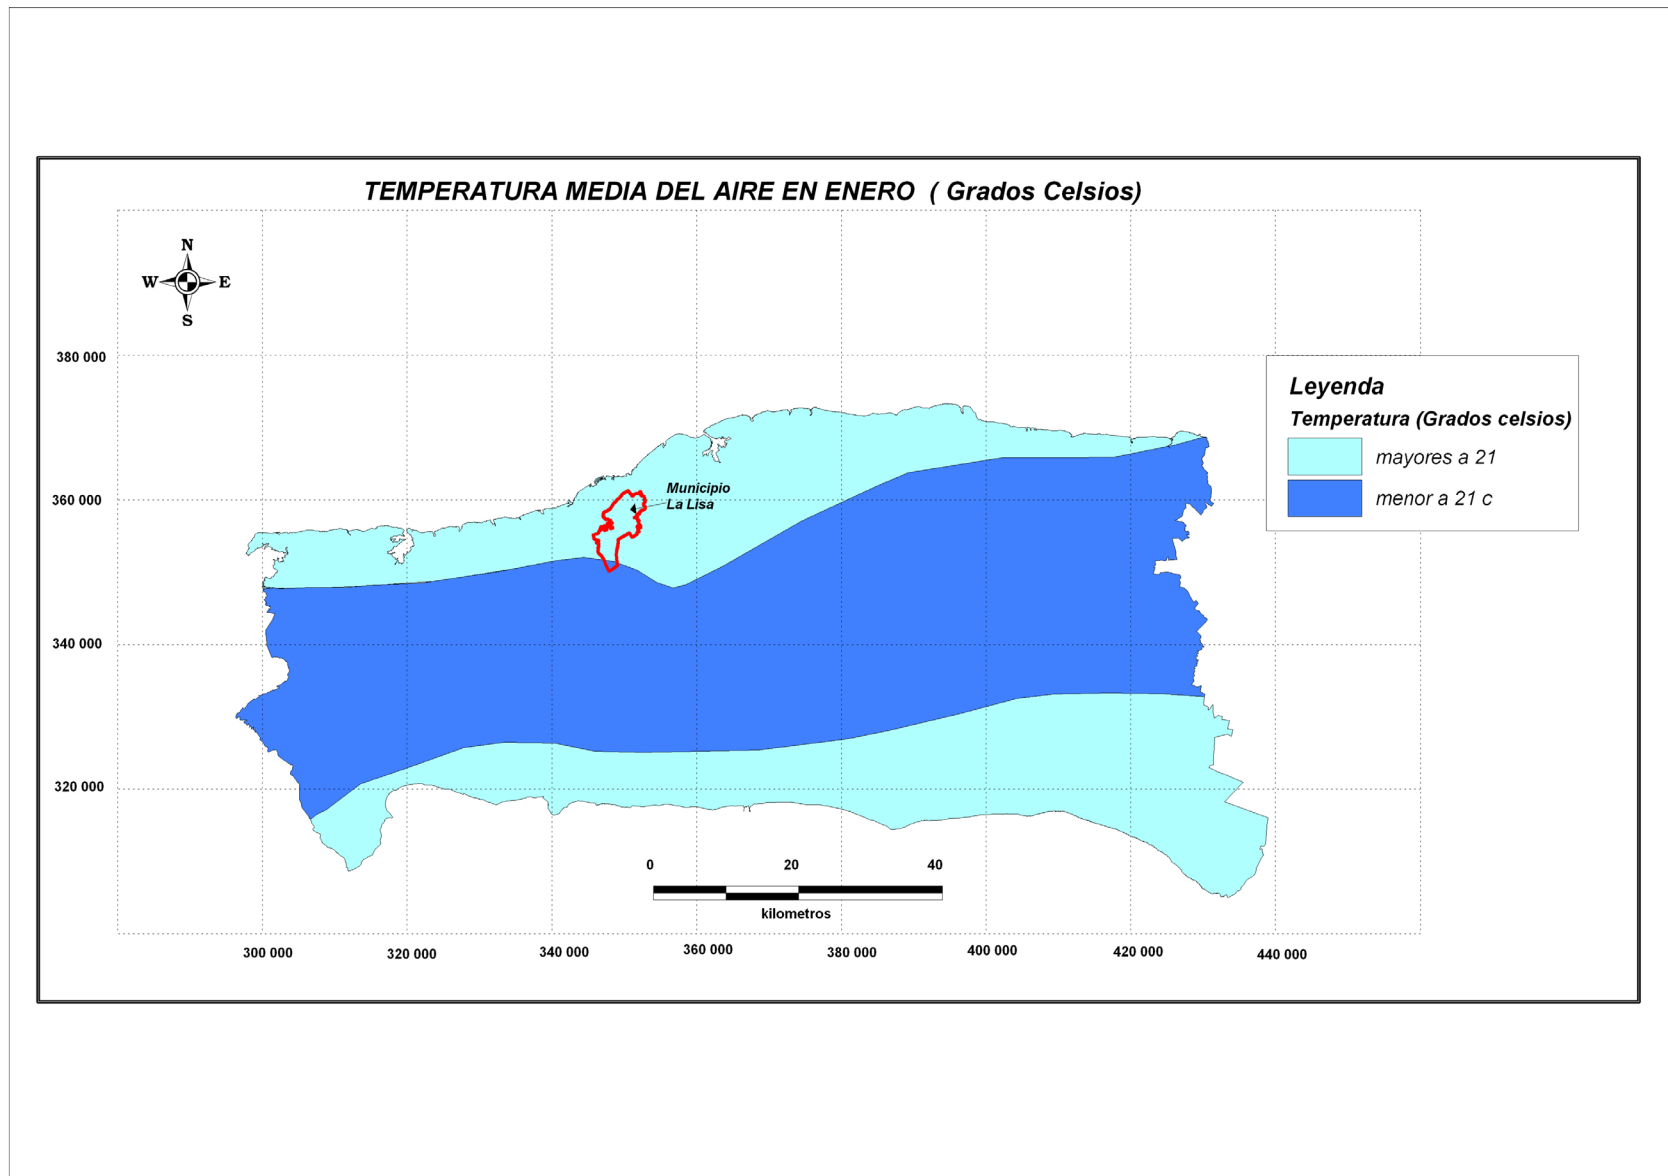 TEMPERATURA MEDIA DEL AIRE EN ENERO ( Grados Celsios)
N
W E
S
380 000
360 000
340 000
320 000
Municipio
La Lisa
Leyenda
Temperatura (Grados celsios)
mayores a 21
menor a 21 c
0 20 40
kilometros
300 000 320 000 340 000 360 000 380 000 400 000 420 000 440 000